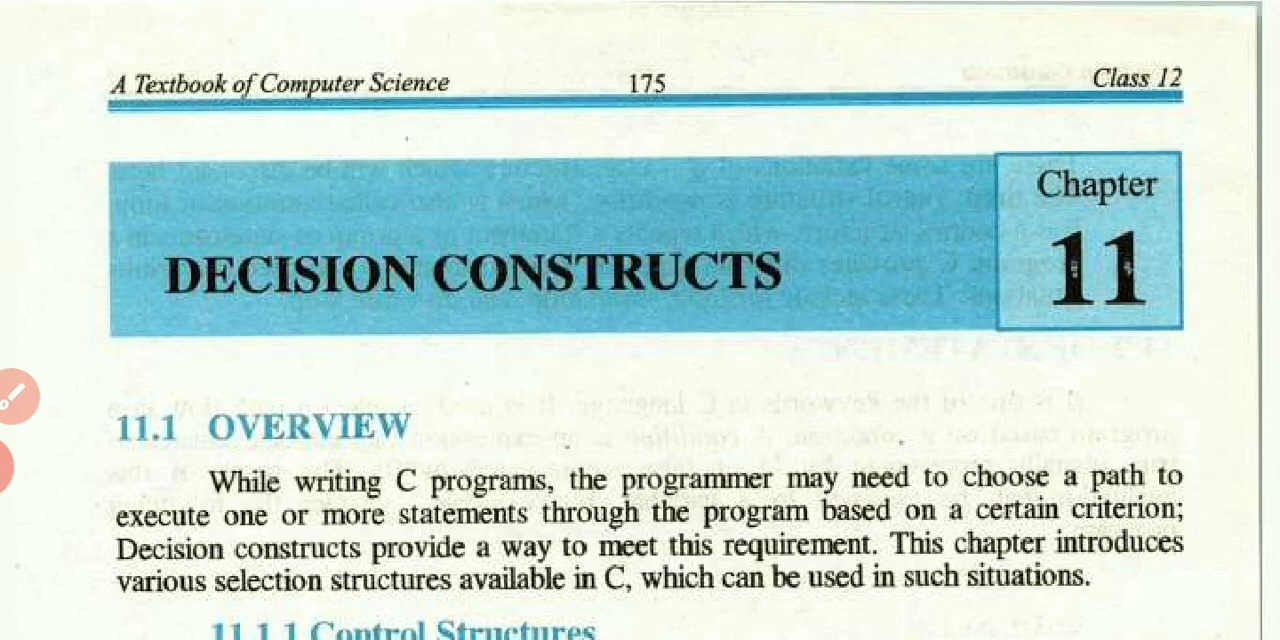 A Textbook of Computer Science 175 Class 12
Chapter
11
DECISION CONSTRUCTS
11.1 OVERVIEW
While writing C programs, the programmer may need to choose a path to
execute one or more statements through the program based on a certain criterion;
Decision constructs provide a way to meet this requirement. This chapter introduces
various selection structures available in C, which can be used in such situations.
11.1.1 Control Structures